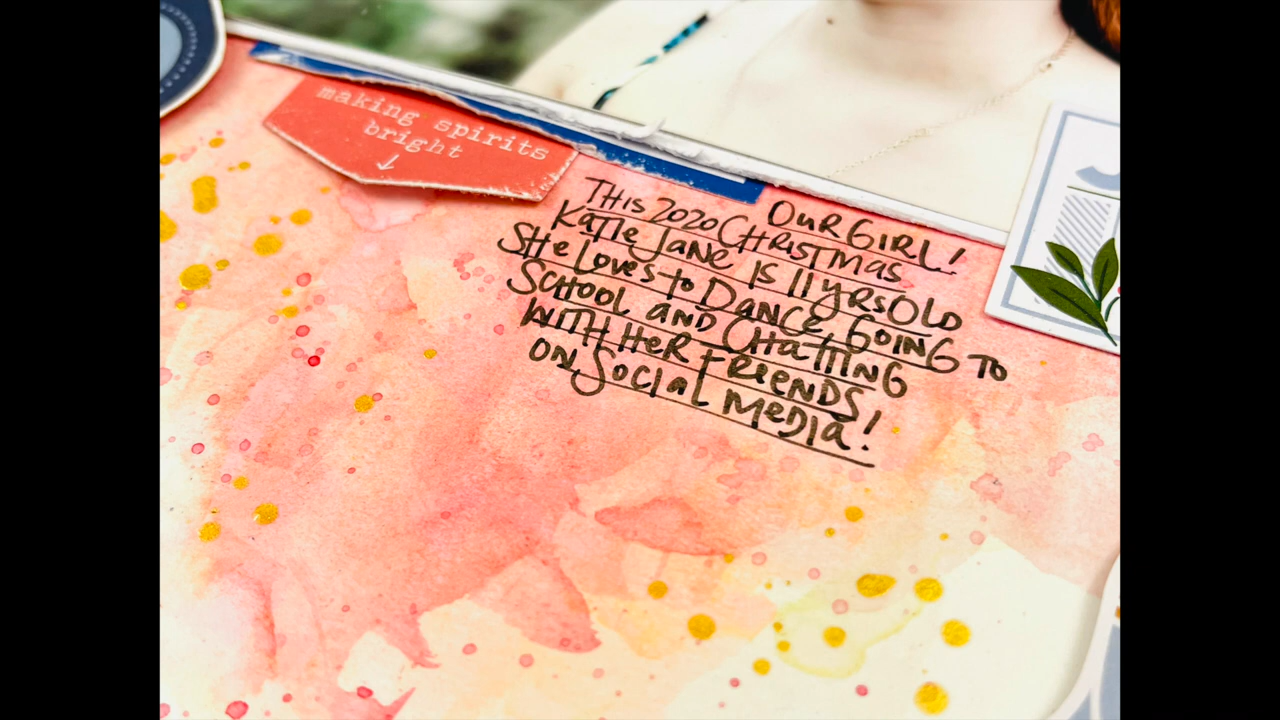 making spirits
bright
OUR GIRL!
THIS 2020 CHRISTMAS
KATIE JANE IS 11 YRS OLD
SHE LOVES TO DANCE, GOING TO
SCHOOL AND CHATTING
WITH HER FRIENDS
ON SOCIAL MEDIA!